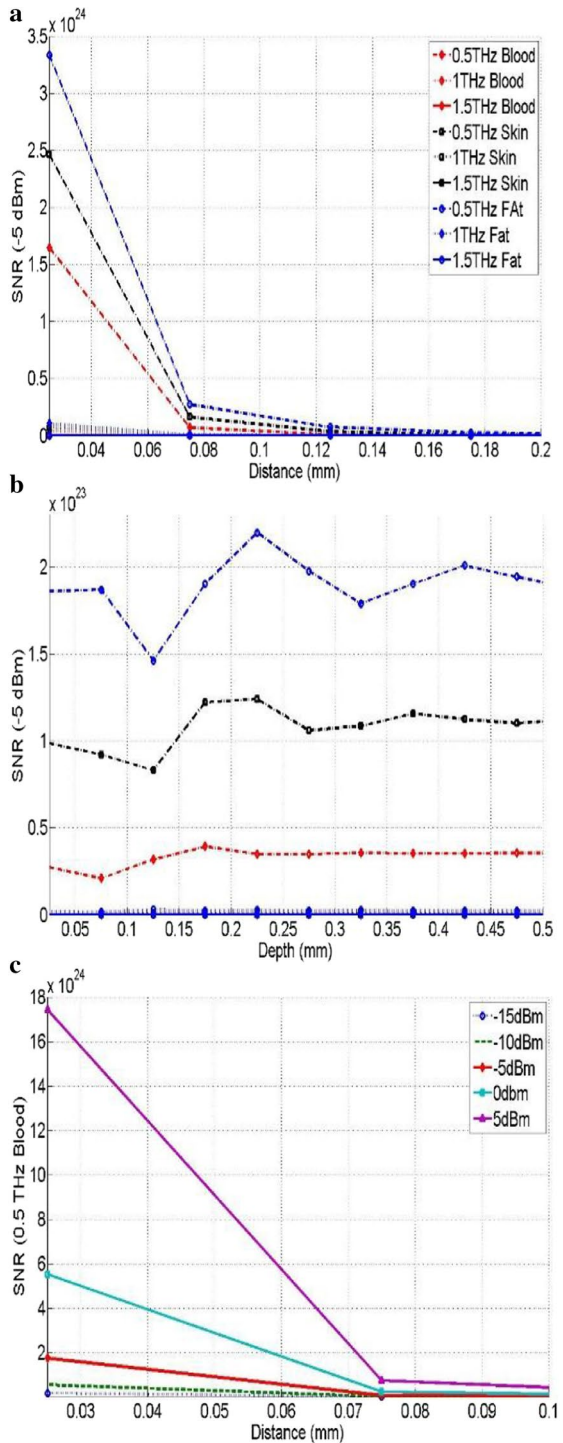 a
x 10^24
3.5
3
2.5
2
1.5
1
0.5
0
SNR (-5 dBm)
0.5THz Blood
1THz Blood
1.5THz Blood
0.5THz Skin
1THz Skin
1.5THz Skin
0.5THz FAt
1THz Fat
1.5THz Fat
0.04 0.06 0.08 0.1 0.12 0.14 0.16 0.18 0.2
Distance (mm)
b
x 10^23
2
1.5
1
0.5
0
SNR (-5 dBm)
0.05 0.1 0.15 0.2 0.25 0.3 0.35 0.4 0.45 0.5
Depth (mm)
c
x 10^24
18
16
14
12
10
8
6
4
2
SNR (0.5 THz Blood)
-15dBm
-10dBm
-5dBm
0dbm
5dBm
0.03 0.04 0.05 0.06 0.07 0.08 0.09 0.1
Distance (mm)